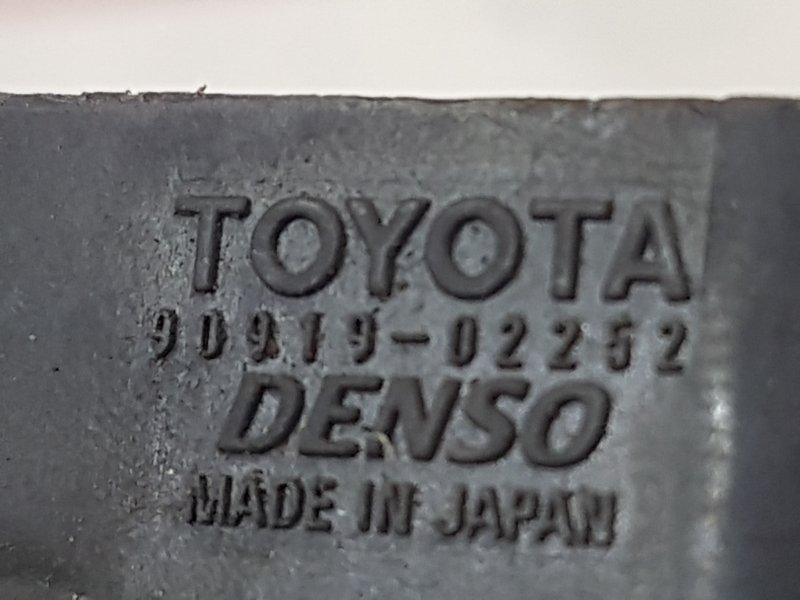 TOYOTA
90919-02252
DENSO
MADE IN JAPAN